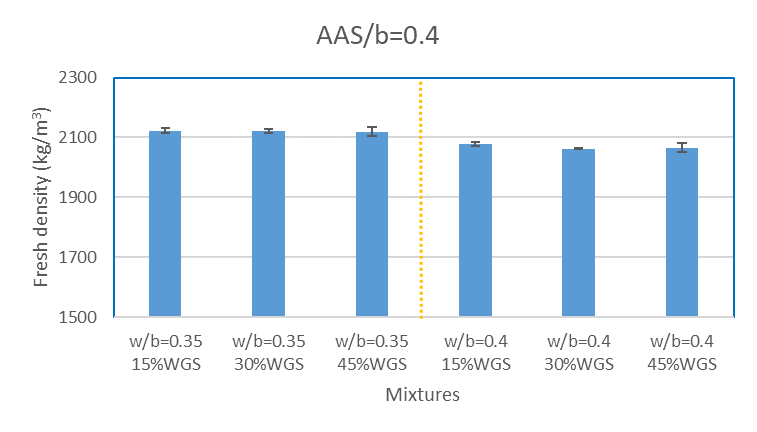 AAS/b=0.4
2300
2100
1900
1700
1500
Fresh density (kg/m³)
w/b=0.35 w/b=0.35 w/b=0.35 w/b=0.4 w/b=0.4 w/b=0.4
15%WGS 30%WGS 45%WGS 15%WGS 30%WGS 45%WGS
Mixtures